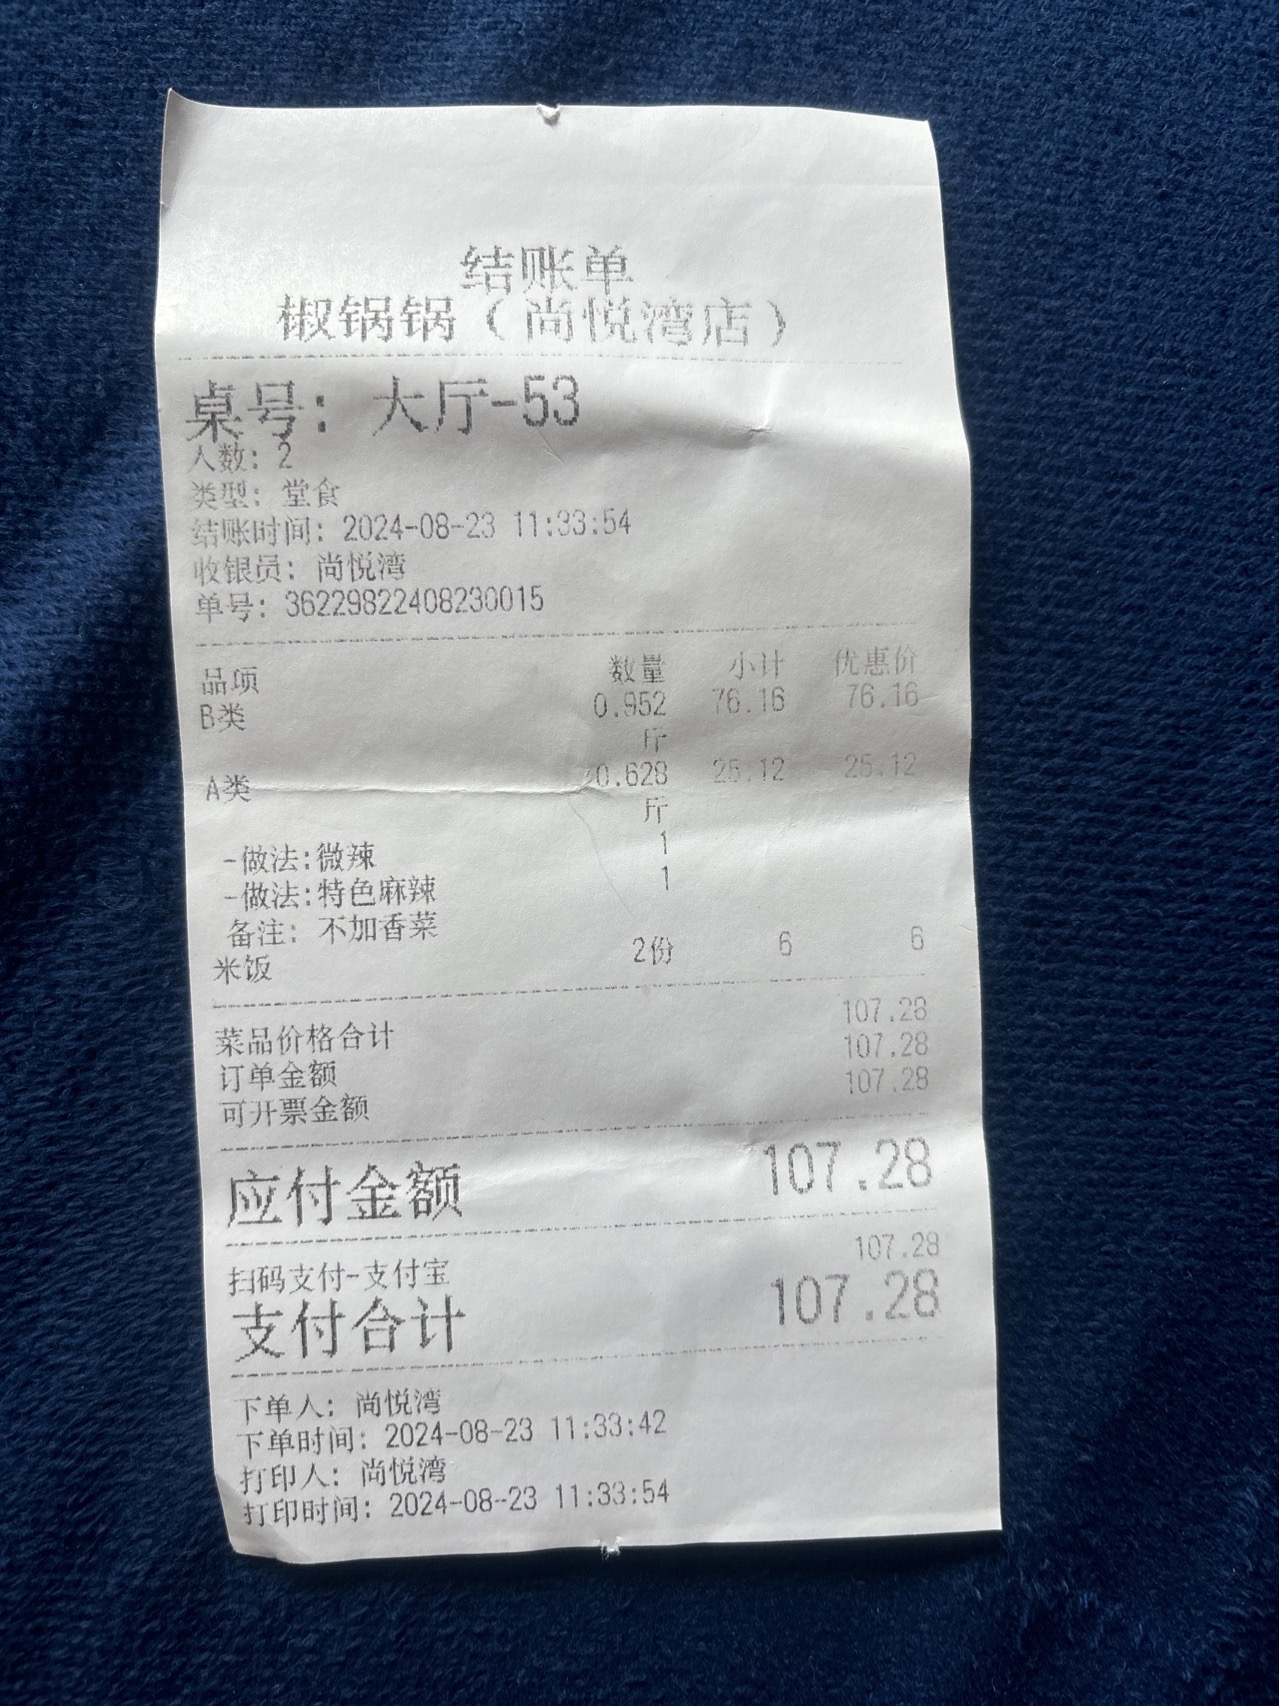 结账单
椒锅锅（尚悦湾店）
桌号：大厅-53
人数：2
类型：堂食
结账时间：2024-08-23 11:33:54
收银员：尚悦湾
单号：36229822408230015
品项 数量 小计 优惠价
B类 0.952 76.16 76.16
斤
A类 0.628 25.12 25.12
斤
-做法:微辣 1
-做法:特色麻辣 1
备注：不加香菜
米饭 2份 6 6
菜品价格合计 107.28
订单金额 107.28
可开票金额 107.28
应付金额 107.28
扫码支付-支付宝 107.28
支付合计 107.28
下单人：尚悦湾
下单时间：2024-08-23 11:33:42
打印人：尚悦湾
打印时间：2024-08-23 11:33:54